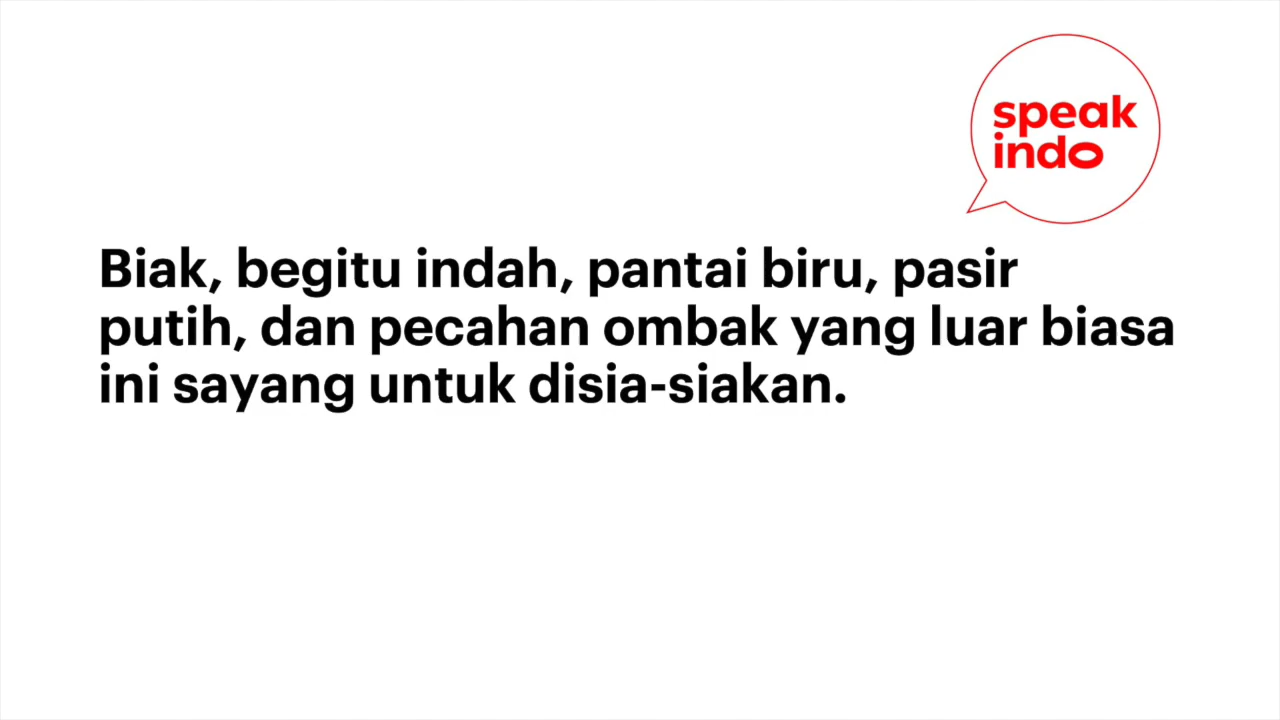 speak
indo
Biak, begitu indah, pantai biru, pasir
putih, dan pecahan ombak yang luar biasa
ini sayang untuk disia-siakan.